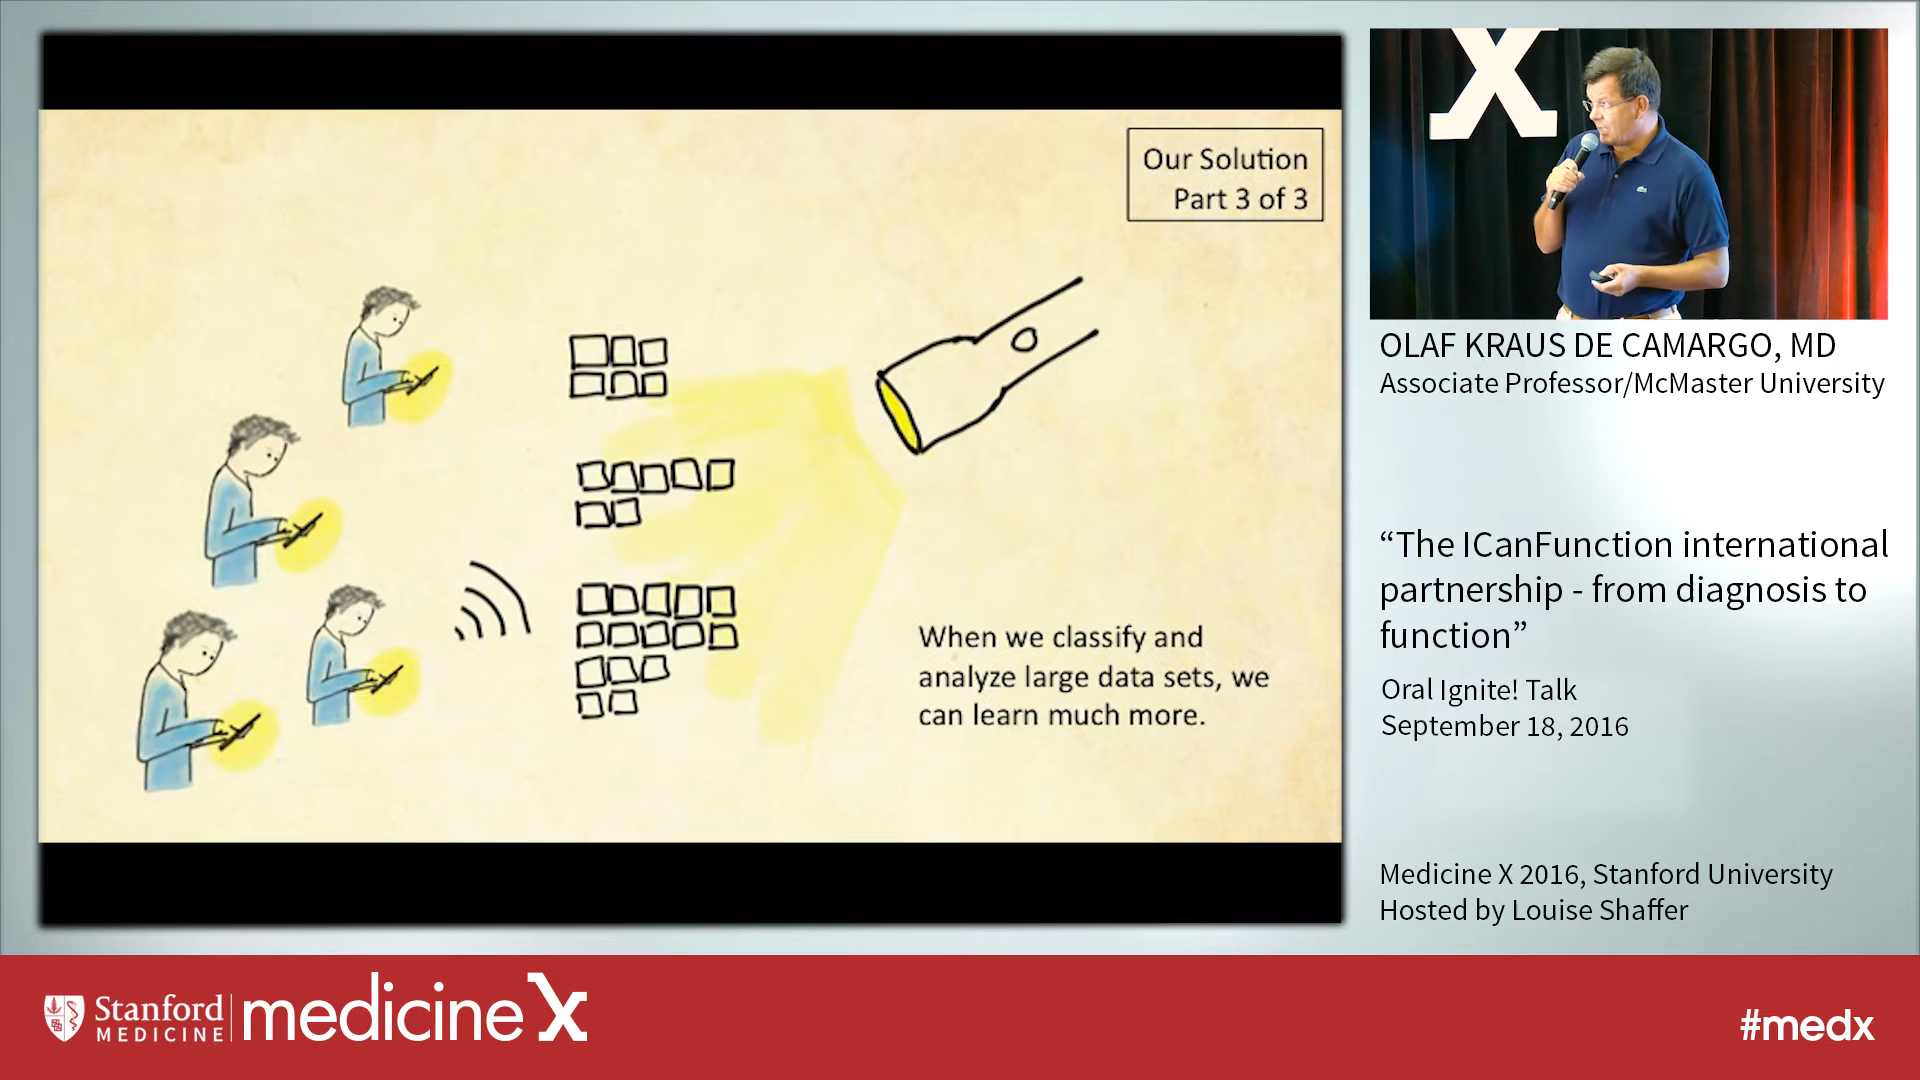 Our Solution
Part 3 of 3
When we classify and
analyze large data sets, we
can learn much more.
X
OLAF KRAUS DE CAMARGO, MD
Associate Professor/McMaster University
“The ICanFunction international
partnership - from diagnosis to
function”
Oral Ignite! Talk
September 18, 2016
Medicine X 2016, Stanford University
Hosted by Louise Shaffer
Stanford
MEDICINE
medicine X
#medx